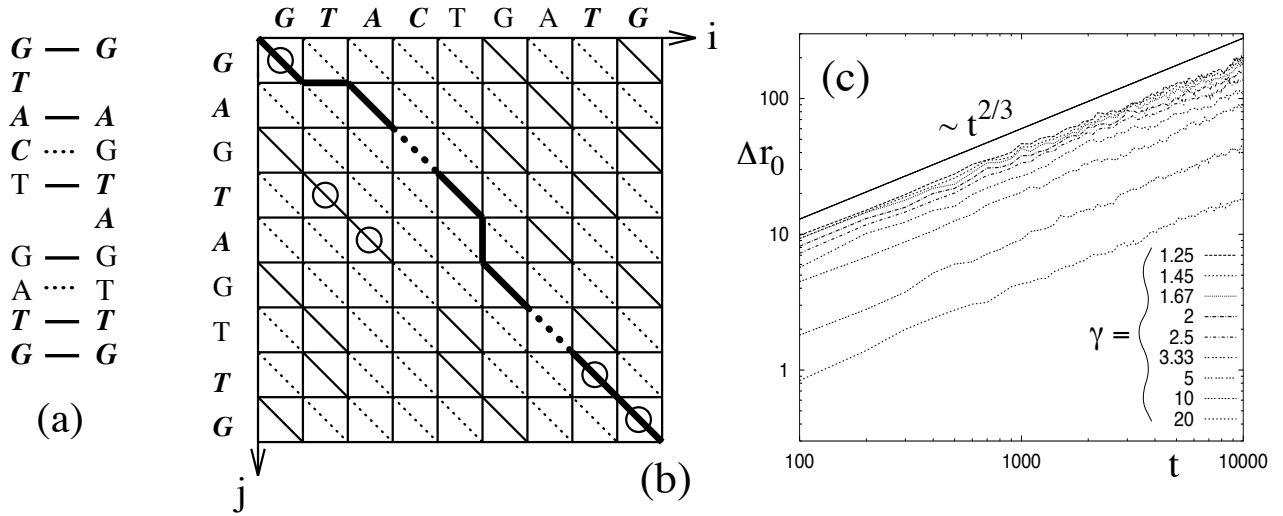 G T A C T G A T G i
G — G
T
A — A
C ····· G
T — T
A
G — G
A ····· T
T — T
G — G
(a)
G
A
G
T
A
G
T
T
G
j
(b)
(c)
~ t^{2/3}
Δr₀
100
10
1
γ =
1.25
1.45
1.67
2
2.5
3.33
5
10
20
100 1000 t 10000